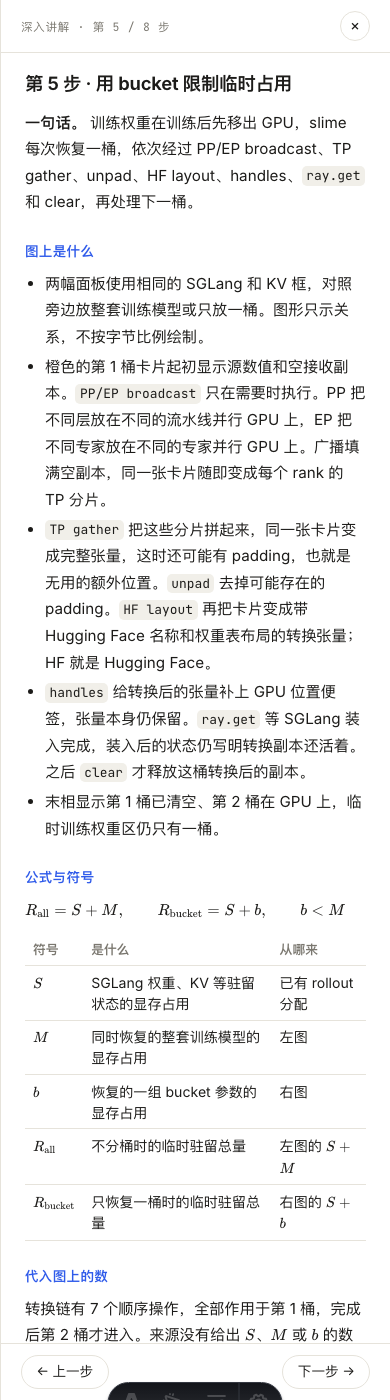 深入讲解 · 第 5 / 8 步
×
第 5 步 · 用 bucket 限制临时占用
一句话。 训练权重在训练后先移出 GPU，slime
每次恢复一桶，依次经过 PP/EP broadcast、TP
gather、unpad、HF layout、handles、ray.get
和 clear，再处理下一桶。
图上是什么
• 两幅面板使用相同的 SGLang 和 KV 框，对照
旁边放整套训练模型或只放一桶。图形只示关
系，不按字节比例绘制。
• 橙色的第 1 桶卡片起初显示源数值和空接收副
本。PP/EP broadcast 只在需要时执行。PP 把
不同层放在不同的流水线并行 GPU 上，EP 把
不同专家放在不同的专家并行 GPU 上。广播填
满空副本，同一张卡片随即变成每个 rank 的
TP 分片。
• TP gather 把这些分片拼起来，同一张卡片变
成完整张量，这时还可能有 padding，也就是
无用的额外位置。unpad 去掉可能存在的
padding。HF layout 再把卡片变成带
Hugging Face 名称和权重表布局的转换张量；
HF 就是 Hugging Face。
• handles 给转换后的张量补上 GPU 位置便
签，张量本身仍保留。ray.get 等 SGLang 装
入完成，装入后的状态仍写明转换副本还活着。
之后 clear 才释放这桶转换后的副本。
• 末相显示第 1 桶已清空、第 2 桶在 GPU 上，临
时训练权重区仍只有一桶。
公式与符号
R_all = S + M, R_bucket = S + b, b < M
符号 是什么 从哪来
S SGLang 权重、KV 等驻留 已有 rollout
状态的显存占用 分配
M 同时恢复的整套训练模型的 左图
显存占用
b 恢复的一组 bucket 参数的 右图
显存占用
R_all 不分桶时的临时驻留总量 左图的 S +
M
R_bucket 只恢复一桶时的临时驻留总 右图的 S +
量 b
代入图上的数
转换链有 7 个顺序操作，全部作用于第 1 桶，完成
后第 2 桶才进入。来源没有给出 S、M 或 b 的数
← 上一步 下一步 →